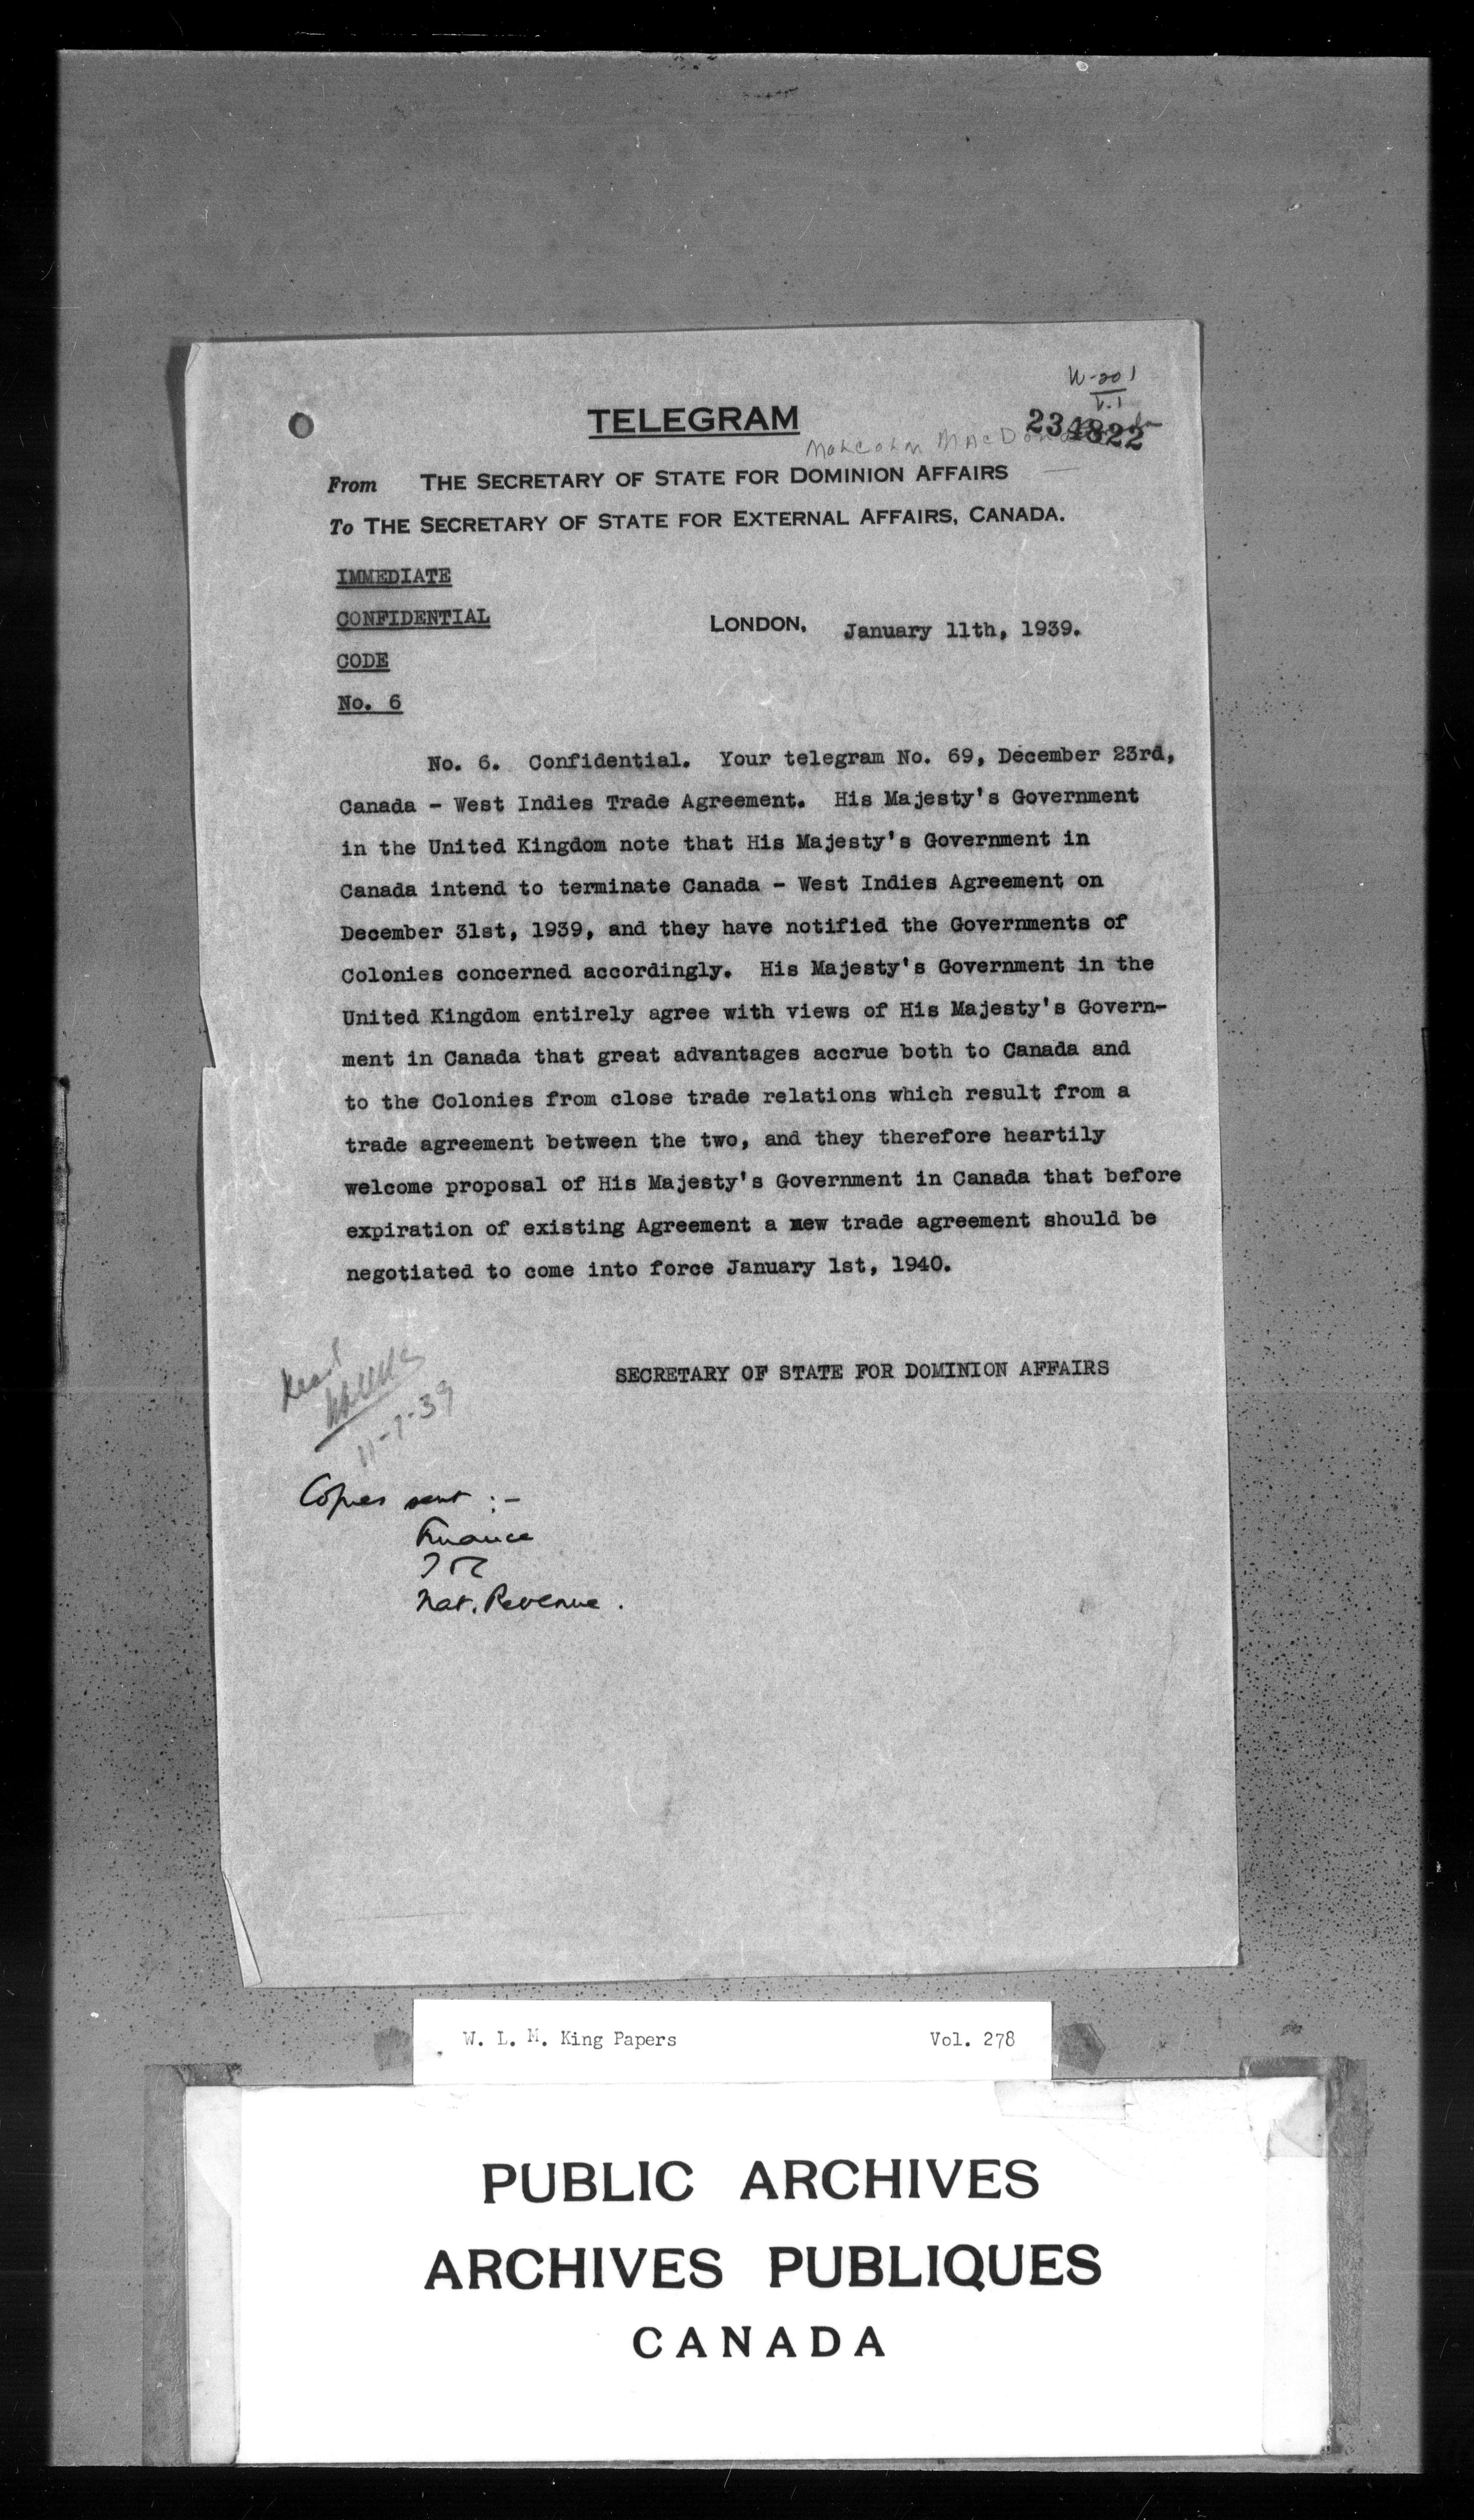 W-201
V.1
TELEGRAM
Malcolm MacDonald
From THE SECRETARY OF STATE FOR DOMINION AFFAIRS
To THE SECRETARY OF STATE FOR EXTERNAL AFFAIRS, CANADA.
IMMEDIATE
CONFIDENTIAL
LONDON, January 11th, 1939.
CODE
No. 6
No. 6. Confidential. Your telegram No. 69, December 23rd,
Canada - West Indies Trade Agreement. His Majesty's Government
in the United Kingdom note that His Majesty's Government in
Canada intend to terminate Canada - West Indies Agreement on
December 31st, 1939, and they have notified the Governments of
Colonies concerned accordingly. His Majesty's Government in the
United Kingdom entirely agree with views of His Majesty's Govern-
ment in Canada that great advantages accrue both to Canada and
to the Colonies from close trade relations which result from a
trade agreement between the two, and they therefore heartily
welcome proposal of His Majesty's Government in Canada that before
expiration of existing Agreement a new trade agreement should be
negotiated to come into force January 1st, 1940.
SECRETARY OF STATE FOR DOMINION AFFAIRS
11-1-39
Copies sent :-
Finance
Nat. Revenue.
W. L. M. King Papers Vol. 278
PUBLIC ARCHIVES
ARCHIVES PUBLIQUES
CANADA